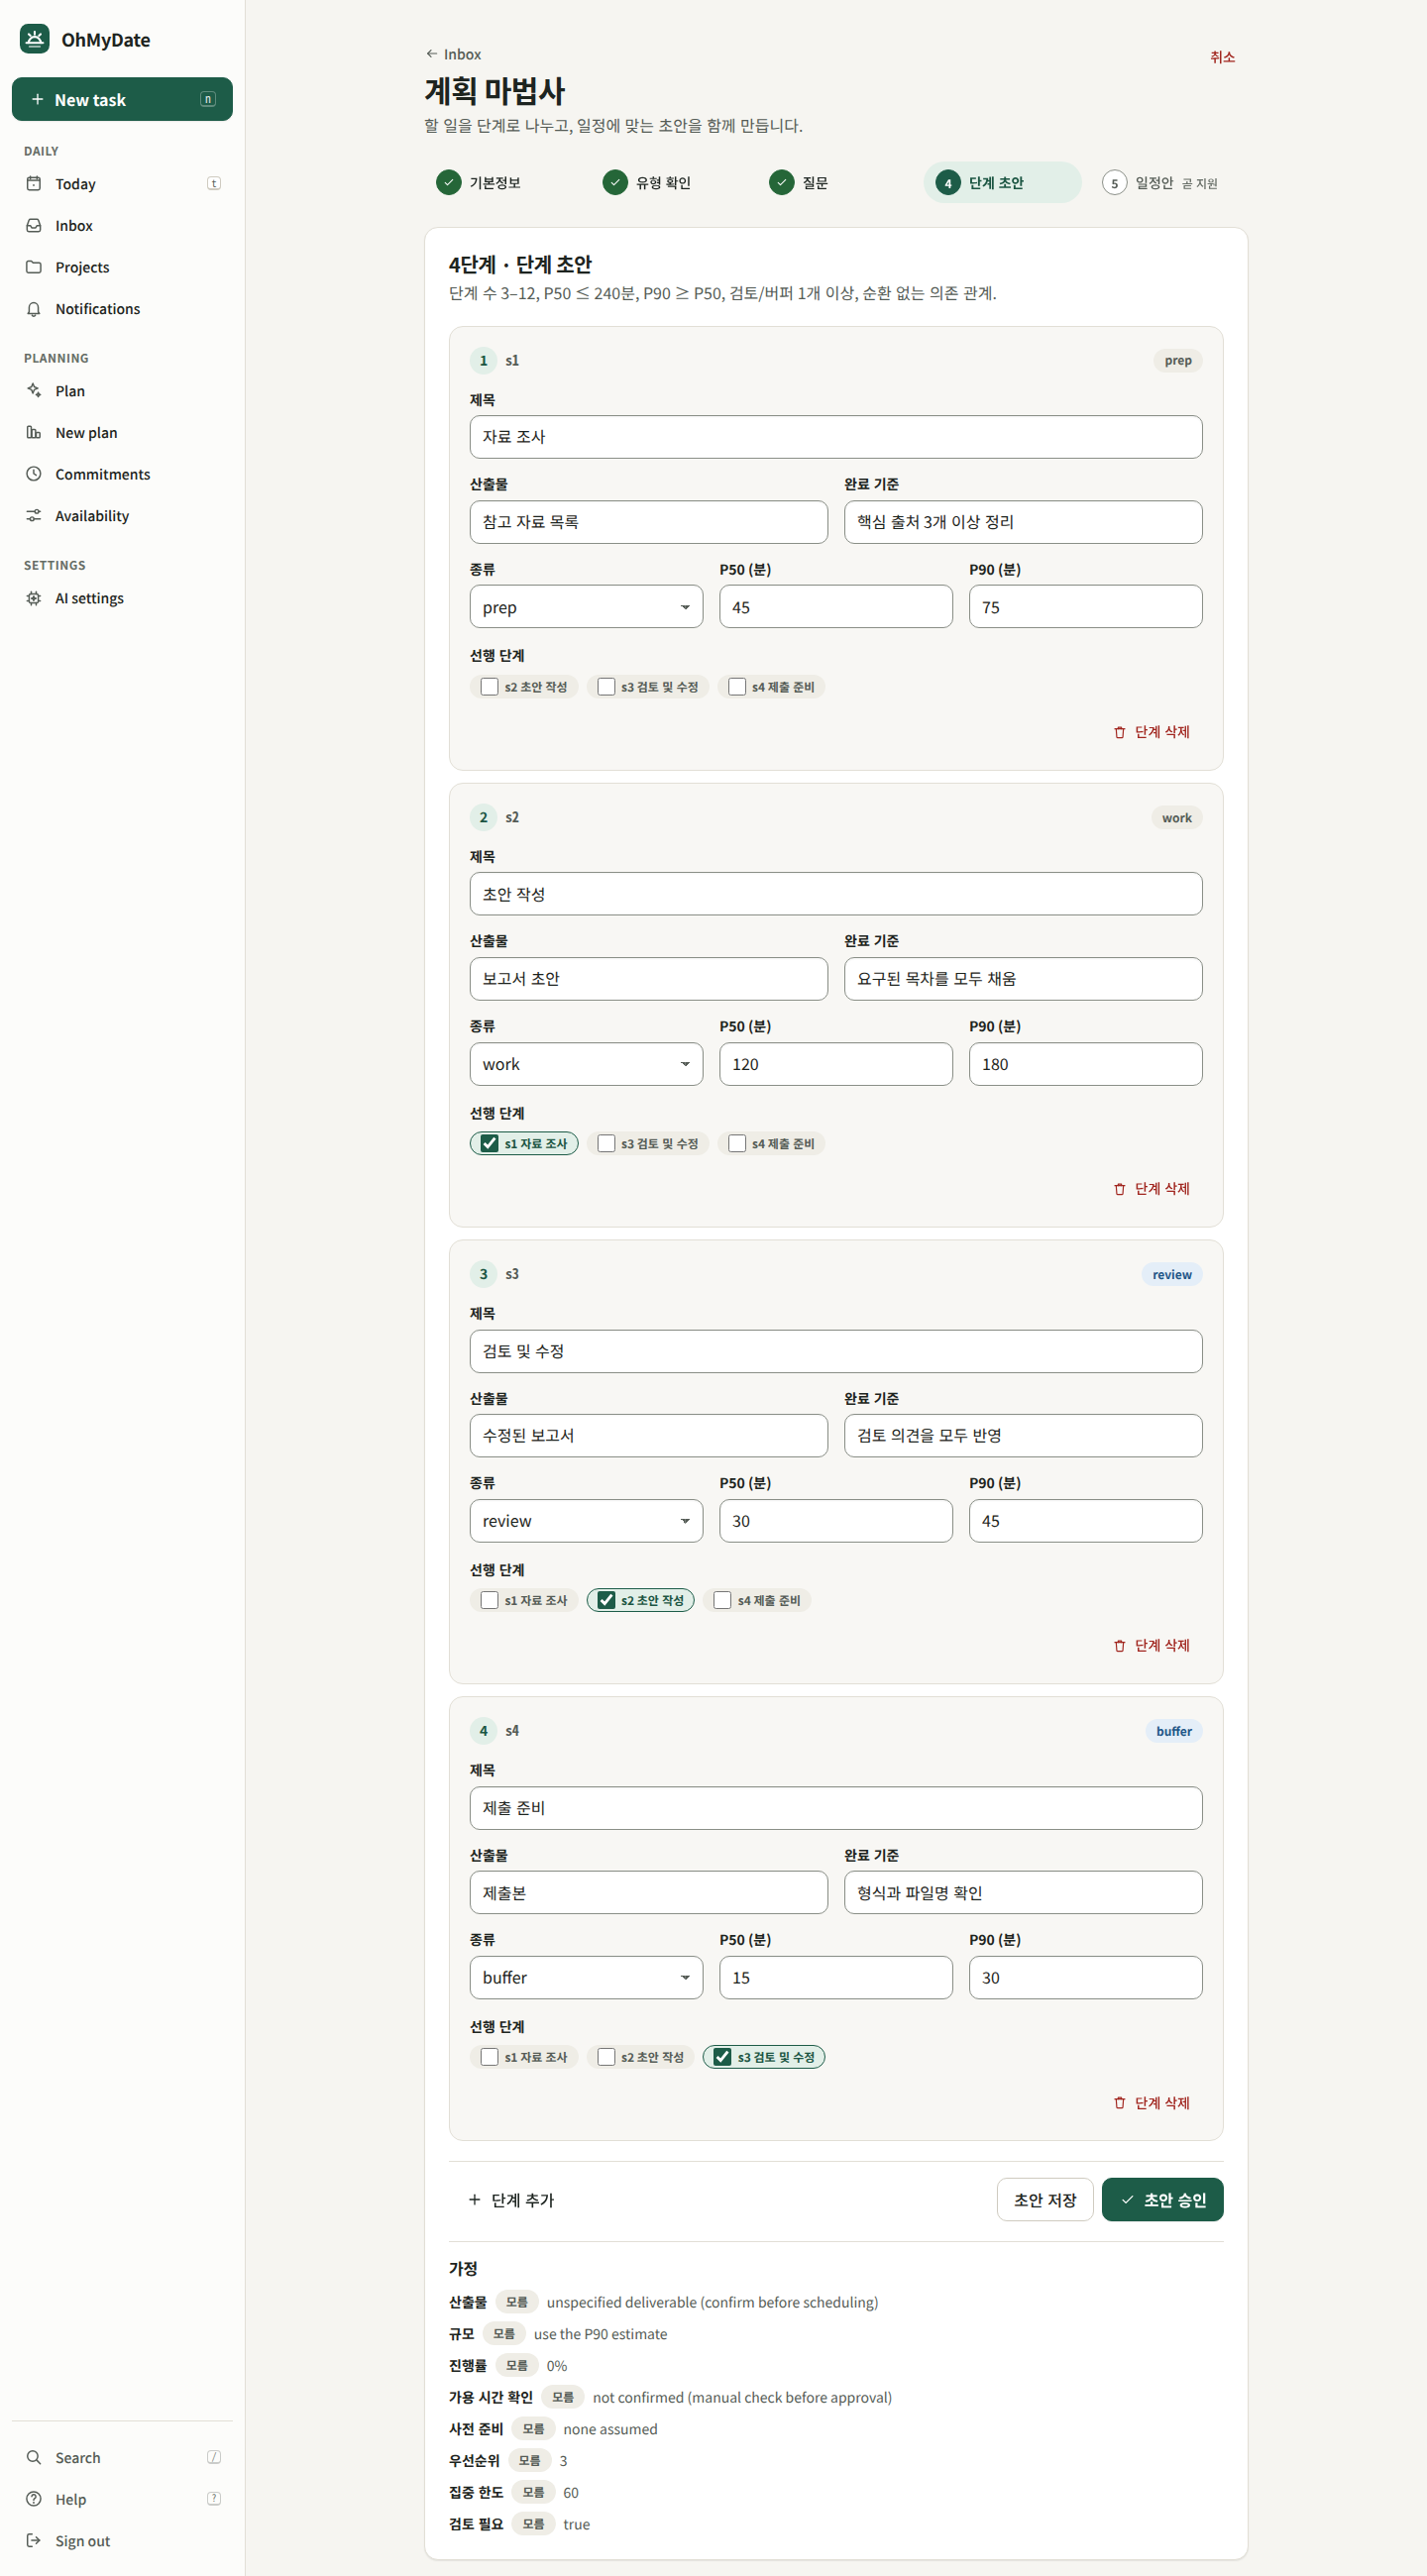 OhMyDate
New task n
DAILY
Today t
Inbox
Projects
Notifications
PLANNING
Plan
New plan
Commitments
Availability
SETTINGS
AI settings
Search /
Help ?
Sign out
← Inbox
취소
계획 마법사
할 일을 단계로 나누고, 일정에 맞는 초안을 함께 만듭니다.
기본정보 유형 확인 질문 4 단계 초안 5 일정안 곧 지원
4단계 · 단계 초안
단계 수 3–12, P50 ≤ 240분, P90 ≥ P50, 검토/버퍼 1개 이상, 순환 없는 의존 관계.
1 s1 prep
제목
자료 조사
산출물 완료 기준
참고 자료 목록 핵심 출처 3개 이상 정리
종류 P50 (분) P90 (분)
prep 45 75
선행 단계
s2 초안 작성 s3 검토 및 수정 s4 제출 준비
단계 삭제
2 s2 work
제목
초안 작성
산출물 완료 기준
보고서 초안 요구된 목차를 모두 채움
종류 P50 (분) P90 (분)
work 120 180
선행 단계
s1 자료 조사 s3 검토 및 수정 s4 제출 준비
단계 삭제
3 s3 review
제목
검토 및 수정
산출물 완료 기준
수정된 보고서 검토 의견을 모두 반영
종류 P50 (분) P90 (분)
review 30 45
선행 단계
s1 자료 조사 s2 초안 작성 s4 제출 준비
단계 삭제
4 s4 buffer
제목
제출 준비
산출물 완료 기준
제출본 형식과 파일명 확인
종류 P50 (분) P90 (분)
buffer 15 30
선행 단계
s1 자료 조사 s2 초안 작성 s3 검토 및 수정
단계 삭제
단계 추가 초안 저장 초안 승인
가정
산출물 모름 unspecified deliverable (confirm before scheduling)
규모 모름 use the P90 estimate
진행률 모름 0%
가용 시간 확인 모름 not confirmed (manual check before approval)
사전 준비 모름 none assumed
우선순위 모름 3
집중 한도 모름 60
검토 필요 모름 true